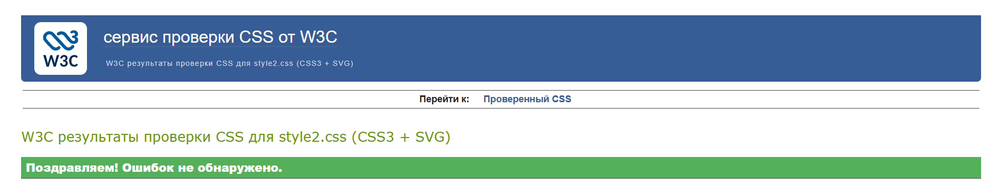 W3C
сервис проверки CSS от W3C
W3C результаты проверки CSS для style2.css (CSS3 + SVG)
Перейти к: Проверенный CSS
W3C результаты проверки CSS для style2.css (CSS3 + SVG)
Поздравляем! Ошибок не обнаружено.